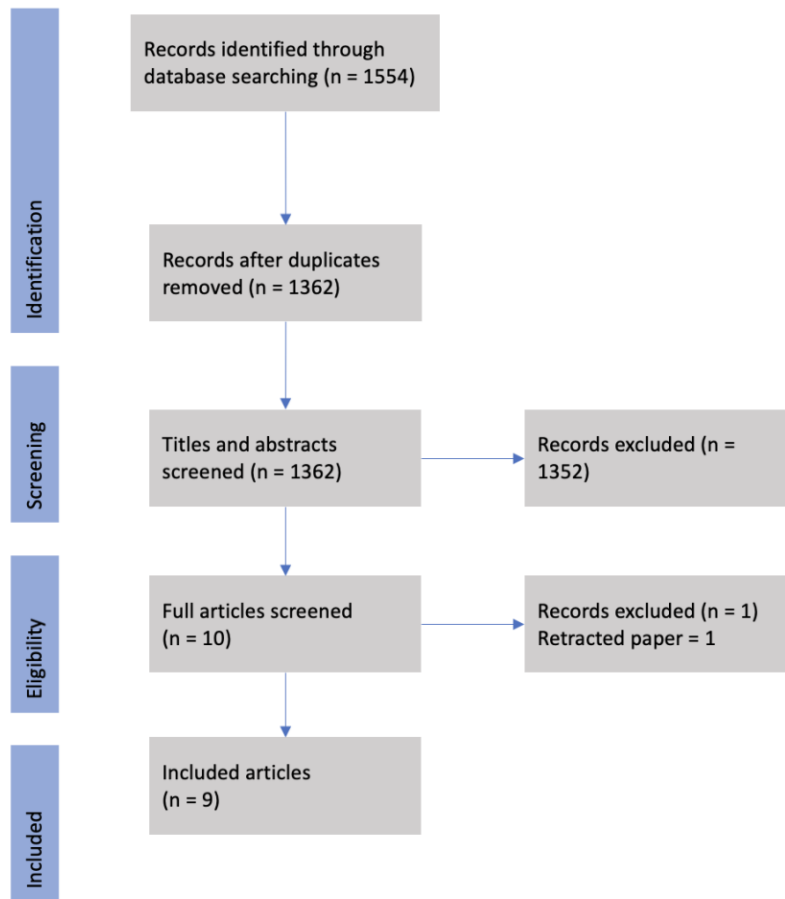 Identification
Records identified through
database searching (n = 1554)
Records after duplicates
removed (n = 1362)
Screening
Titles and abstracts
screened (n = 1362)
Records excluded (n =
1352)
Eligibility
Full articles screened
(n = 10)
Records excluded (n = 1)
Retracted paper = 1
Included
Included articles
(n = 9)